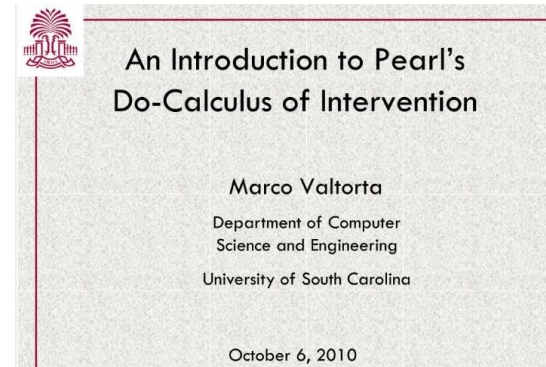 An Introduction to Pearl's
Do-Calculus of Intervention
Marco Valtorta
Department of Computer
Science and Engineering
University of South Carolina
October 6, 2010